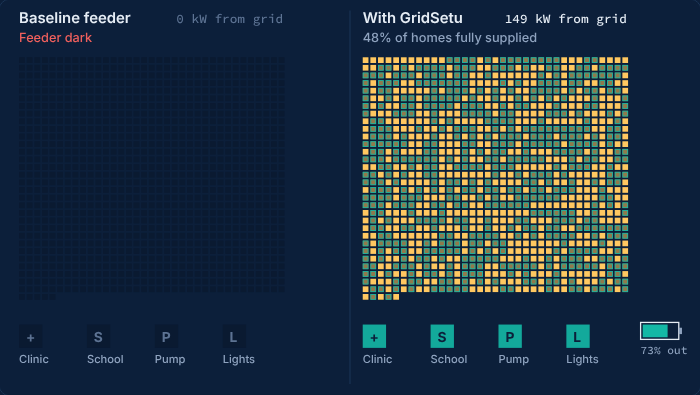 Baseline feeder
0 kW from grid
Feeder dark
+
Clinic
S
School
P
Pump
L
Lights
With GridSetu
149 kW from grid
48% of homes fully supplied
+
Clinic
S
School
P
Pump
L
Lights
73% out